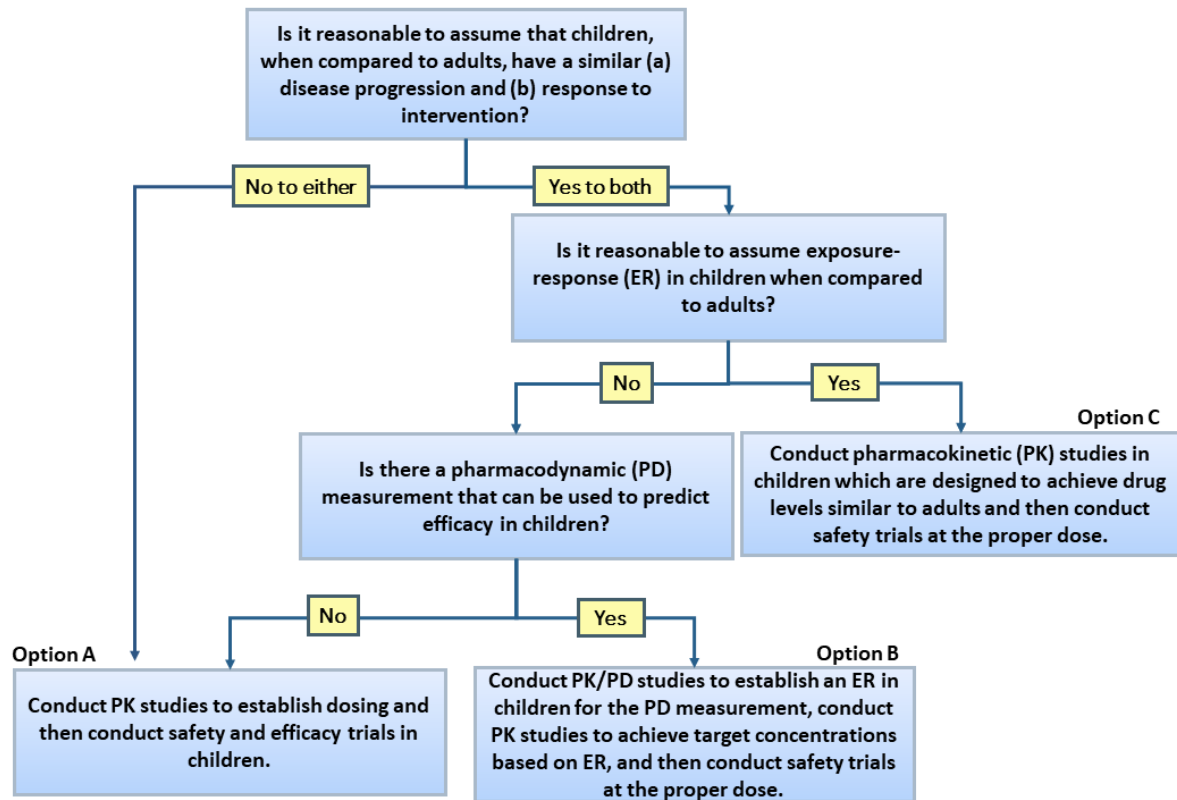 Is it reasonable to assume that children,
when compared to adults, have a similar (a)
disease progression and (b) response to
intervention?
No to either
Yes to both
Is it reasonable to assume exposure-
response (ER) in children when compared
to adults?
No
Yes
Option C
Is there a pharmacodynamic (PD)
measurement that can be used to predict
efficacy in children?
Conduct pharmacokinetic (PK) studies in
children which are designed to achieve drug
levels similar to adults and then conduct
safety trials at the proper dose.
No
Yes
Option A
Option B
Conduct PK studies to establish dosing and
then conduct safety and efficacy trials in
children.
Conduct PK/PD studies to establish an ER in
children for the PD measurement, conduct
PK studies to achieve target concentrations
based on ER, and then conduct safety trials
at the proper dose.